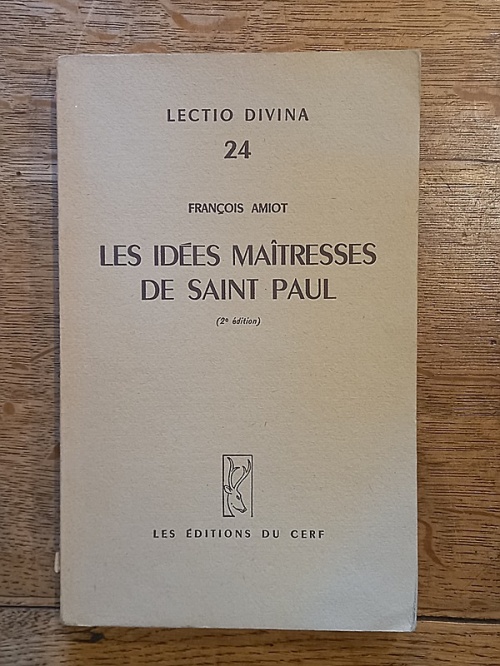 LECTIO DIVINA
24
FRANÇOIS AMIOT
LES IDÉES MAÎTRESSES
DE SAINT PAUL
(2e édition)
LES ÉDITIONS DU CERF